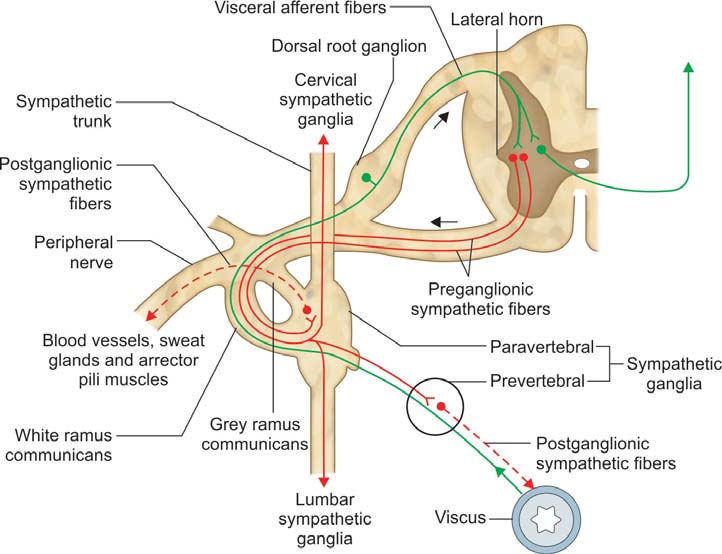 Visceral afferent fibers
Lateral horn
Dorsal root ganglion
Cervical
sympathetic
ganglia
Sympathetic
trunk
Postganglionic
sympathetic
fibers
Peripheral
nerve
Preganglionic
sympathetic fibers
Blood vessels, sweat
glands and arrector
pili muscles
Paravertebral
Prevertebral
Sympathetic
ganglia
White ramus
communicans
Grey ramus
communicans
Postganglionic
sympathetic fibers
Lumbar
sympathetic
ganglia
Viscus